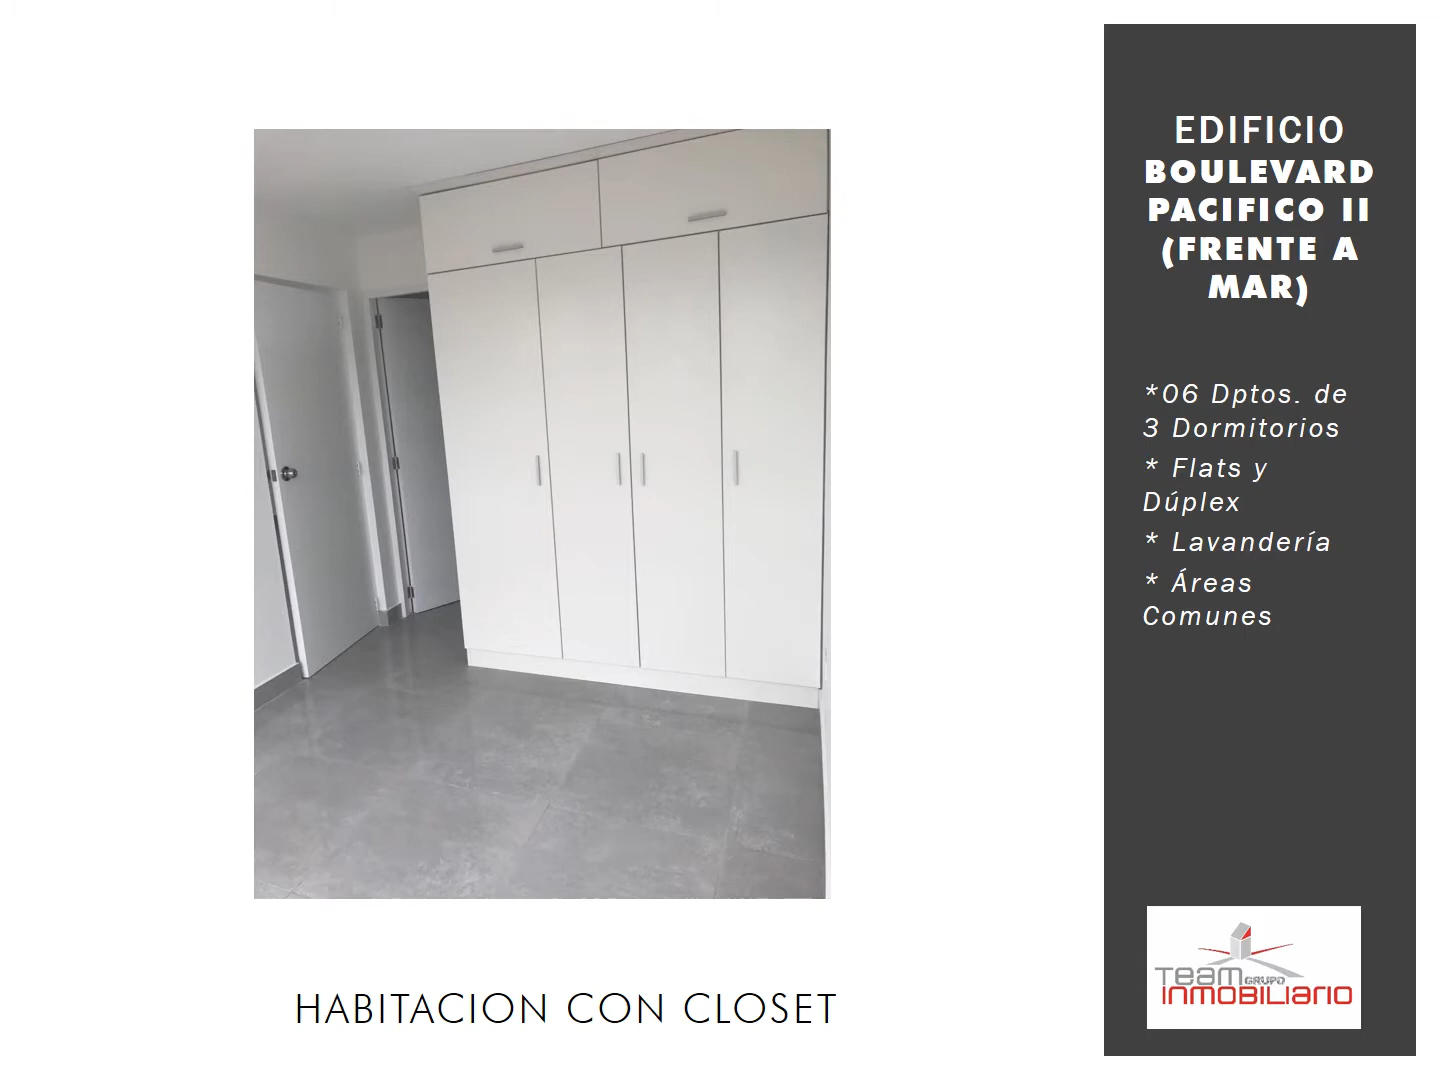 EDIFICIO
BOULEVARD
PACIFICO II
(FRENTE A
MAR)
*06 Dptos. de
3 Dormitorios
* Flats y
Dúplex
* Lavandería
* Áreas
Comunes
TEAM GRUPO
INMOBILIARIO
HABITACION CON CLOSET